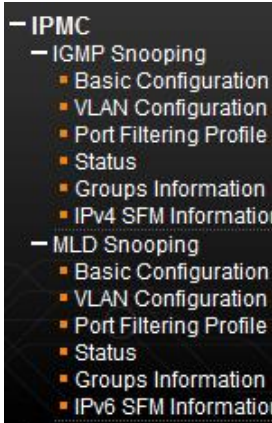 IPMC
IGMP Snooping
Basic Configuration
VLAN Configuration
Port Filtering Profile
Status
Groups Information
IPv4 SFM Information
MLD Snooping
Basic Configuration
VLAN Configuration
Port Filtering Profile
Status
Groups Information
IPv6 SFM Information